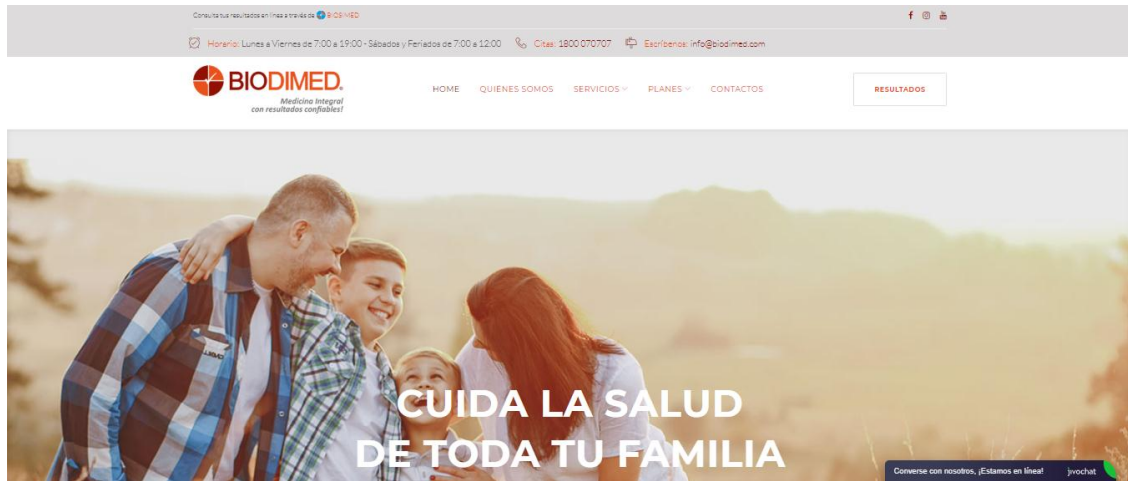 Consulta tus resultados en línea a través de BIOSIMED
Horario: Lunes a Viernes de 7:00 a 19:00 - Sábados y Feriados de 7:00 a 12:00 Citas: 1800 070707 Escríbenos: info@biodimed.com
BIODIMED.
Medicina Integral
con resultados confiables!
HOME QUIÉNES SOMOS SERVICIOS PLANES CONTACTOS
RESULTADOS
CUIDA LA SALUD
DE TODA TU FAMILIA
Converse con nosotros, ¡Estamos en línea! jivochat